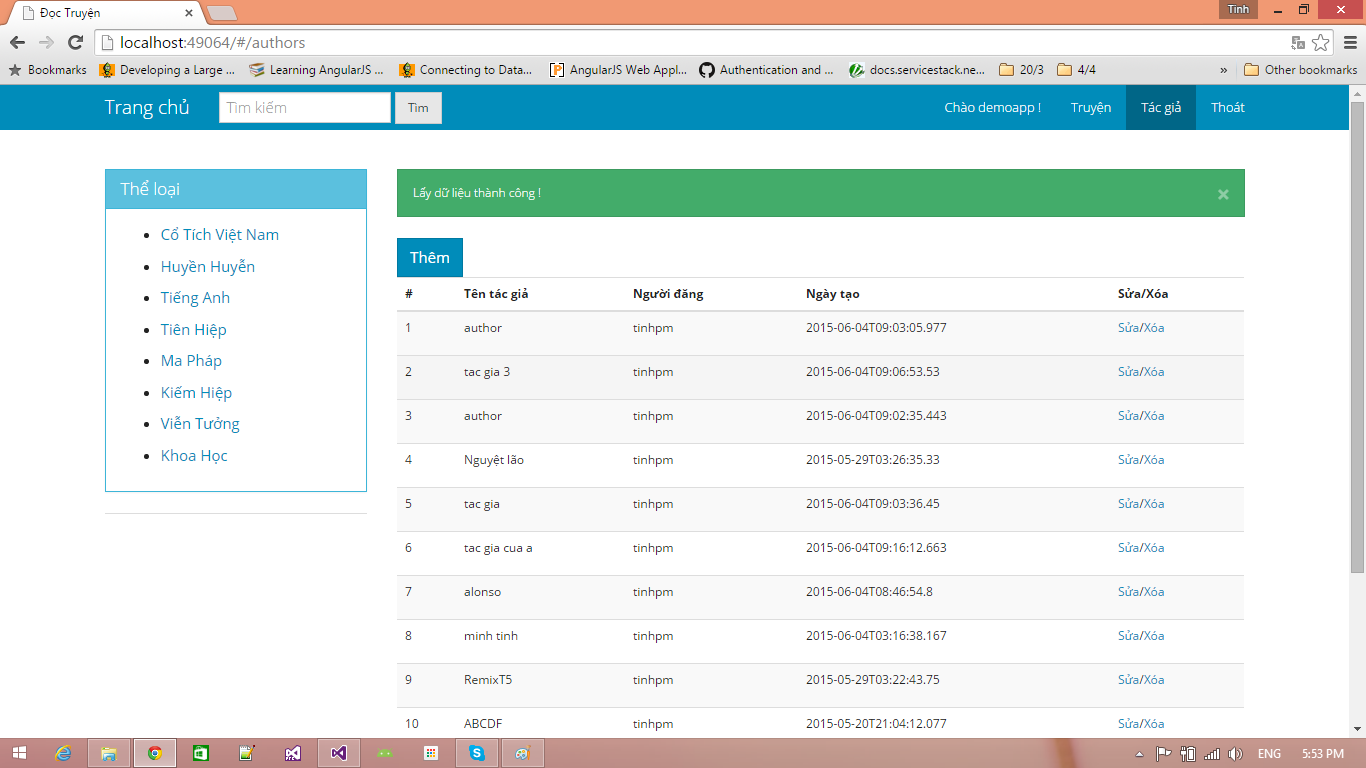 Đọc Truyện
Tinh
localhost:49064/#/authors
Bookmarks Developing a Large ... Learning AngularJS ... Connecting to Data... AngularJS Web Appl... Authentication and ... docs.servicestack.ne... 20/3 4/4 » Other bookmarks
Trang chủ Tìm kiếm Tìm Chào demoapp ! Truyện Tác giả Thoát
Thể loại
Cổ Tích Việt Nam
Huyền Huyễn
Tiếng Anh
Tiên Hiệp
Ma Pháp
Kiếm Hiệp
Viễn Tưởng
Khoa Học
Lấy dữ liệu thành công !
Thêm
# Tên tác giả Người đăng Ngày tạo Sửa/Xóa
1 author tinhpm 2015-06-04T09:03:05.977 Sửa/Xóa
2 tac gia 3 tinhpm 2015-06-04T09:06:53.53 Sửa/Xóa
3 author tinhpm 2015-06-04T09:02:35.443 Sửa/Xóa
4 Nguyệt lão tinhpm 2015-05-29T03:26:35.33 Sửa/Xóa
5 tac gia tinhpm 2015-06-04T09:03:36.45 Sửa/Xóa
6 tac gia cua a tinhpm 2015-06-04T09:16:12.663 Sửa/Xóa
7 alonso tinhpm 2015-06-04T08:46:54.8 Sửa/Xóa
8 minh tinh tinhpm 2015-06-04T03:16:38.167 Sửa/Xóa
9 RemixT5 tinhpm 2015-05-29T03:22:43.75 Sửa/Xóa
10 ABCDF tinhpm 2015-05-20T21:04:12.077 Sửa/Xóa
ENG 5:53 PM